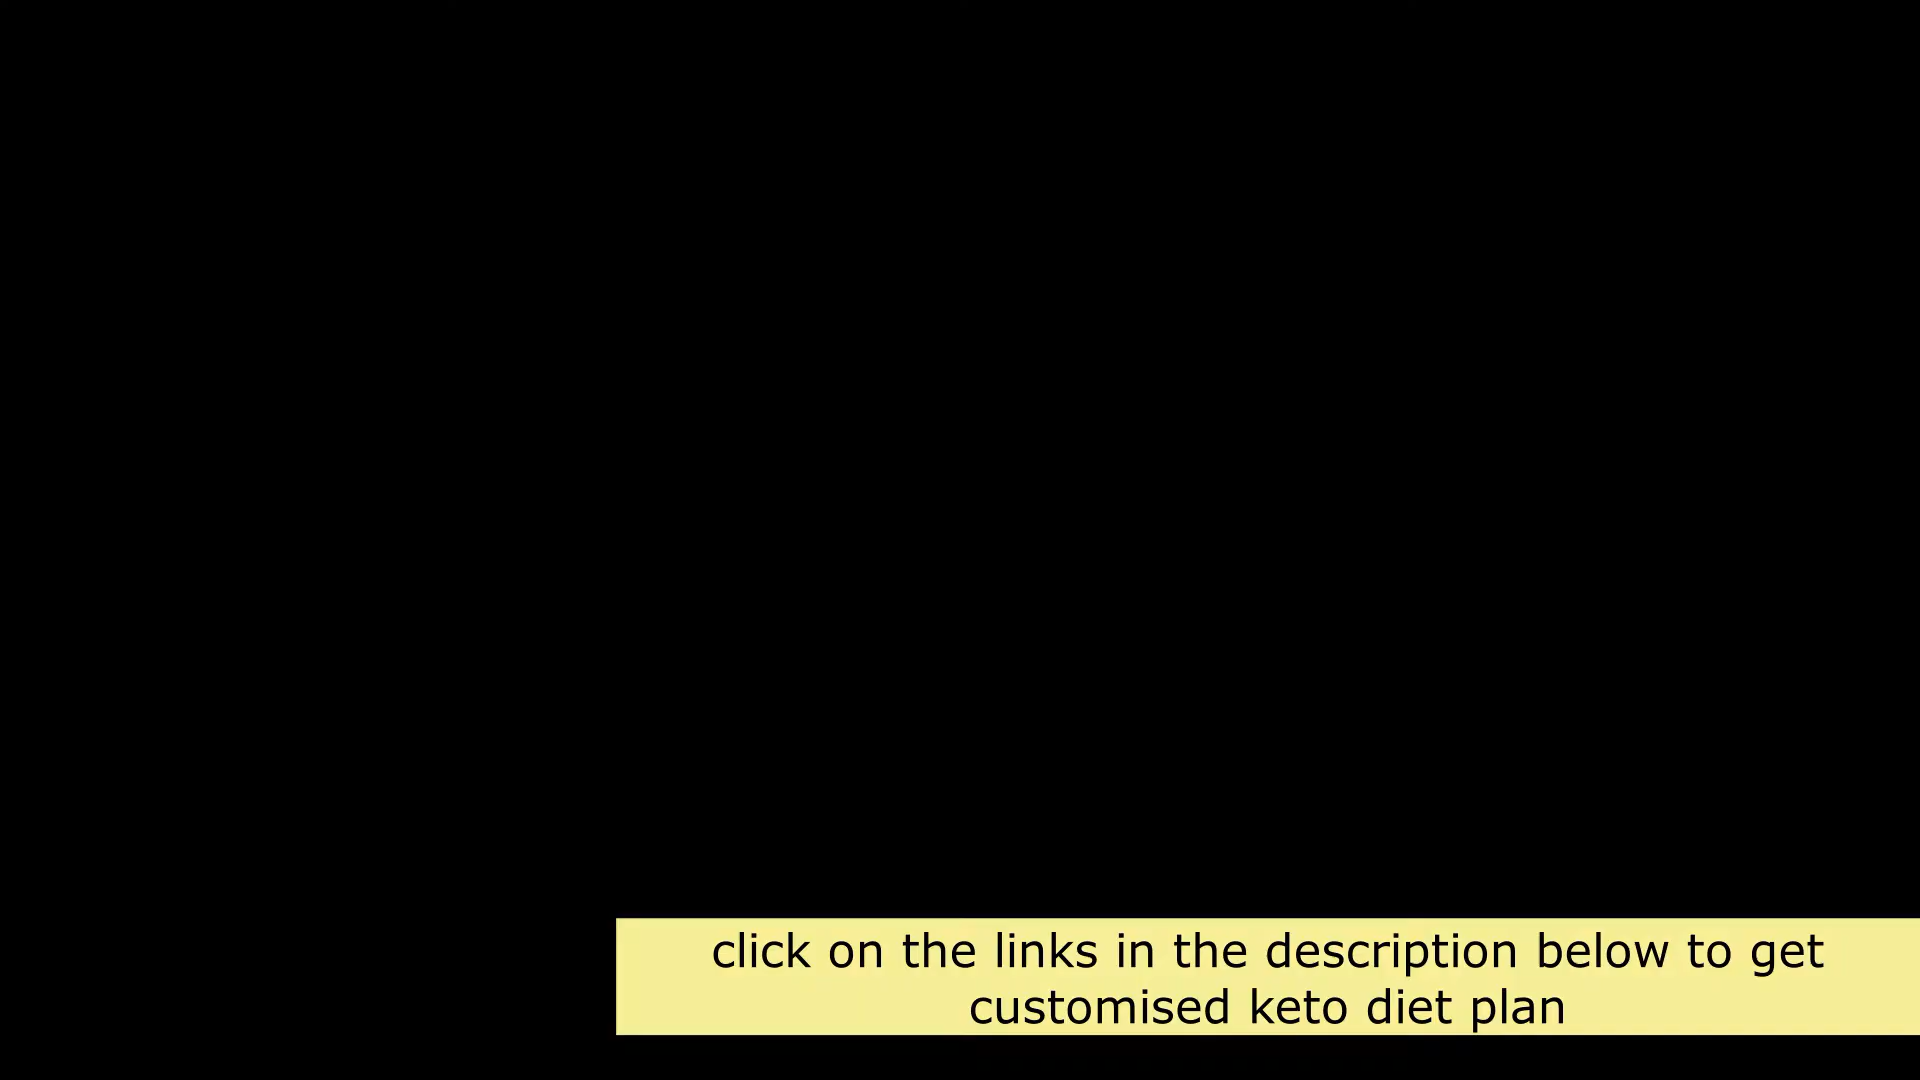 click on the links in the description below to get
customised keto diet plan